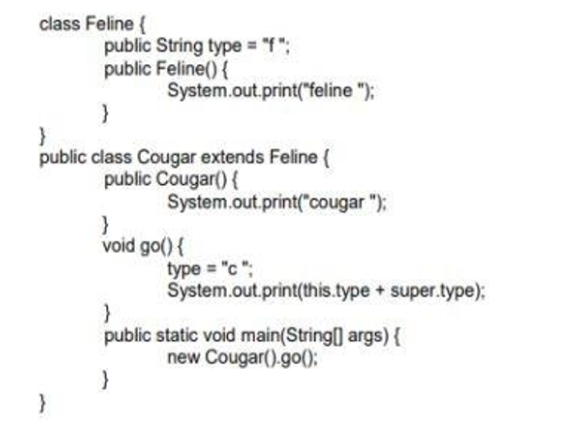 class Feline {
public String type = "f ";
public Feline() {
System.out.print("feline ");
}
}
public class Cougar extends Feline {
public Cougar() {
System.out.print("cougar ");
}
void go() {
type = "c ";
System.out.print(this.type + super.type);
}
public static void main(String[] args) {
new Cougar().go();
}
}